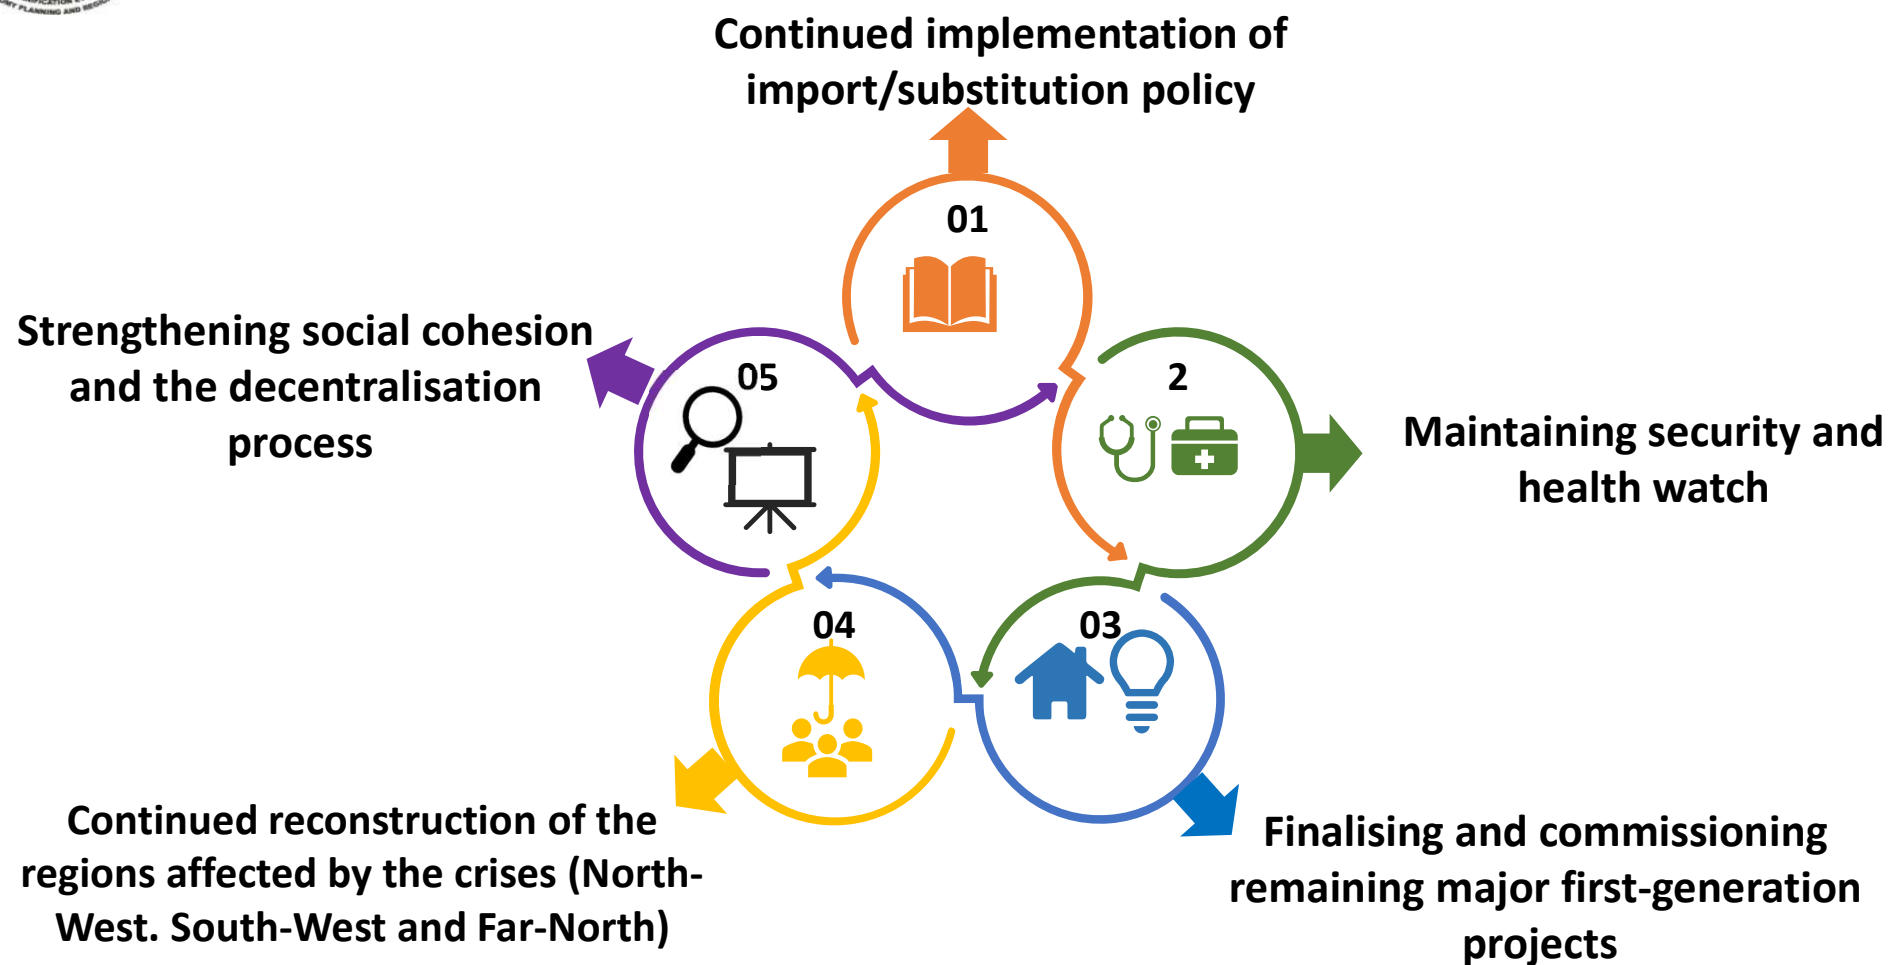 Continued implementation of
import/substitution policy
01
Strengthening social cohesion
and the decentralisation
process
05
2
Maintaining security and
health watch
04
03
Continued reconstruction of the
regions affected by the crises (North-
West. South-West and Far-North)
Finalising and commissioning
remaining major first-generation
projects